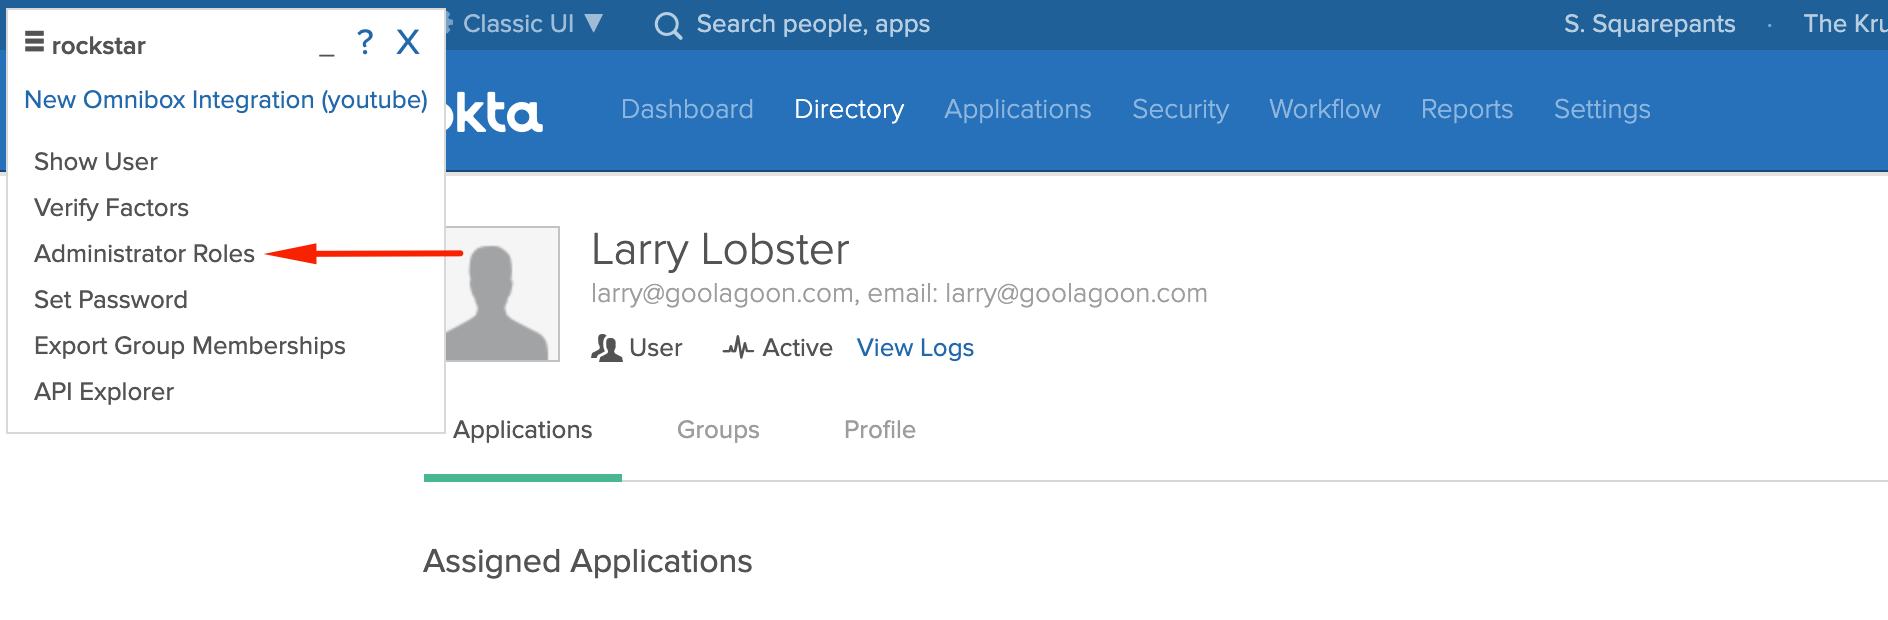 rockstar _ ? X
New Omnibox Integration (youtube)
Show User
Verify Factors
Administrator Roles
Set Password
Export Group Memberships
API Explorer
Classic UI ▼ Search people, apps S. Squarepants · The Kru
okta Dashboard Directory Applications Security Workflow Reports Settings
Larry Lobster
larry@goolagoon.com, email: larry@goolagoon.com
User Active View Logs
Applications Groups Profile
Assigned Applications